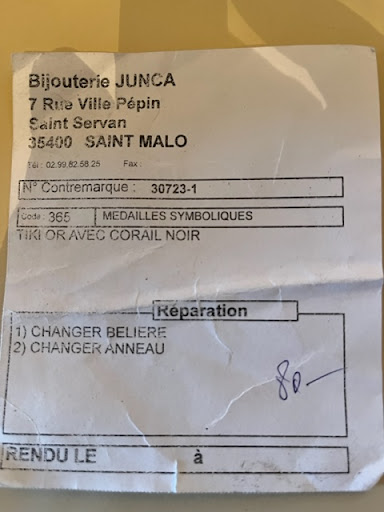 Bijouterie JUNCA
7 Rue Ville Pépin
Saint Servan
35400 SAINT MALO
Tél : 02.99.82.58.25 Fax :
N° Contremarque : 30723-1
Code : 365 MEDAILLES SYMBOLIQUES
TIKI OR AVEC CORAIL NOIR
Réparation
1) CHANGER BELIERE
2) CHANGER ANNEAU
80 —
RENDU LE à